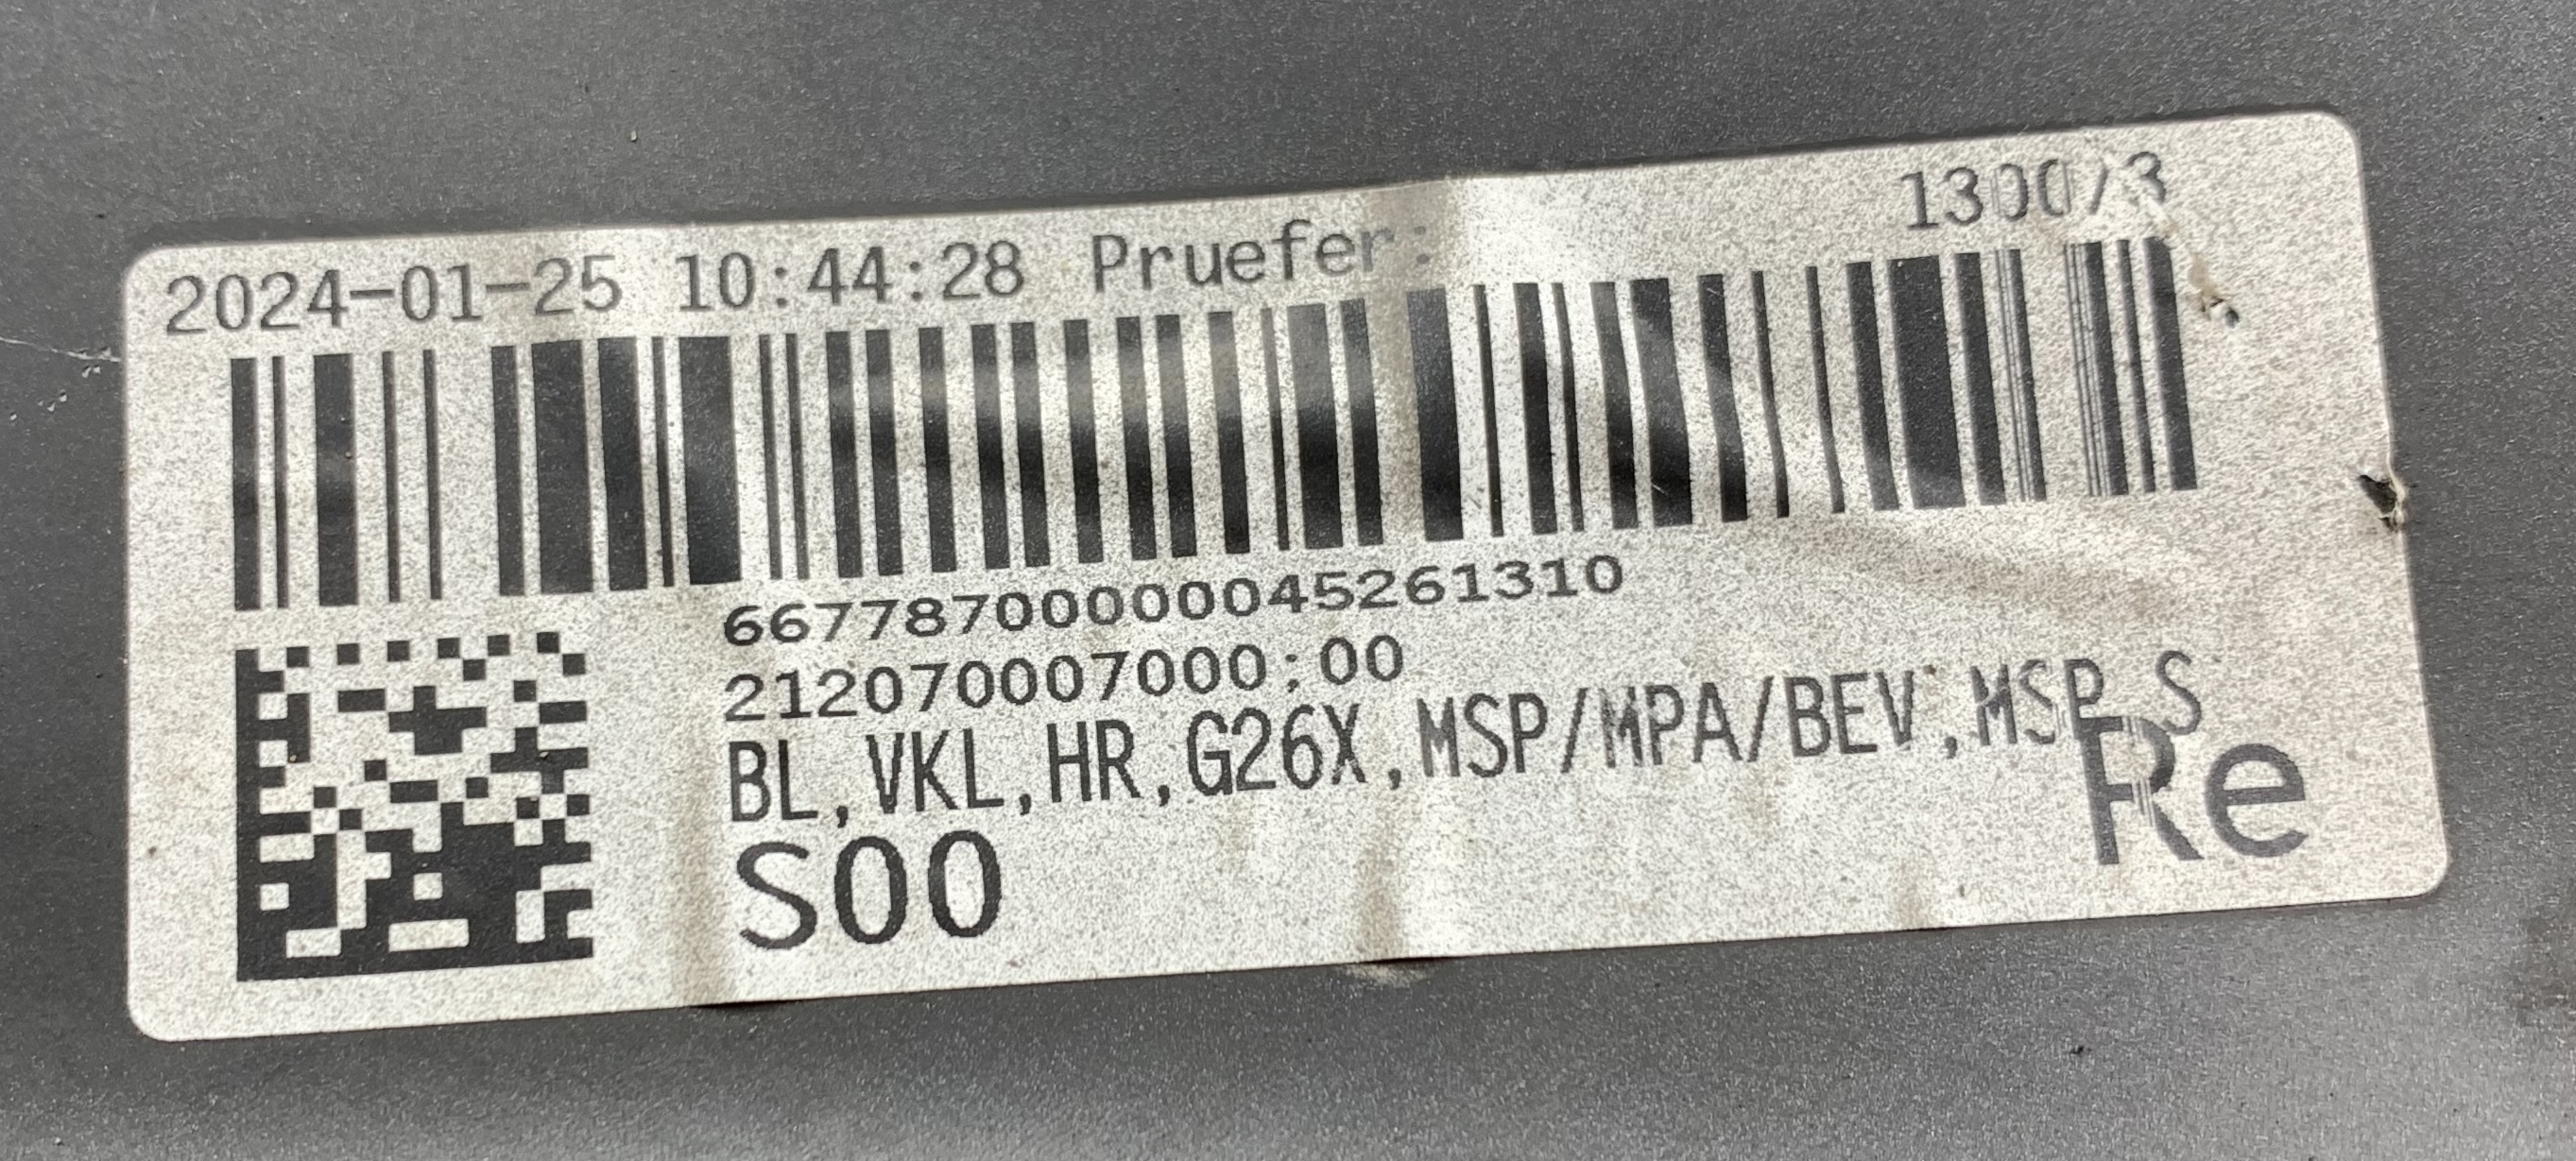 2024-01-25 10:44:28 Pruefer: 1300/3
6677870000045261310
212070007000;00
BL,VKL,HR,G26X,MSP/MPA/BEV,MSP S
S00
Re